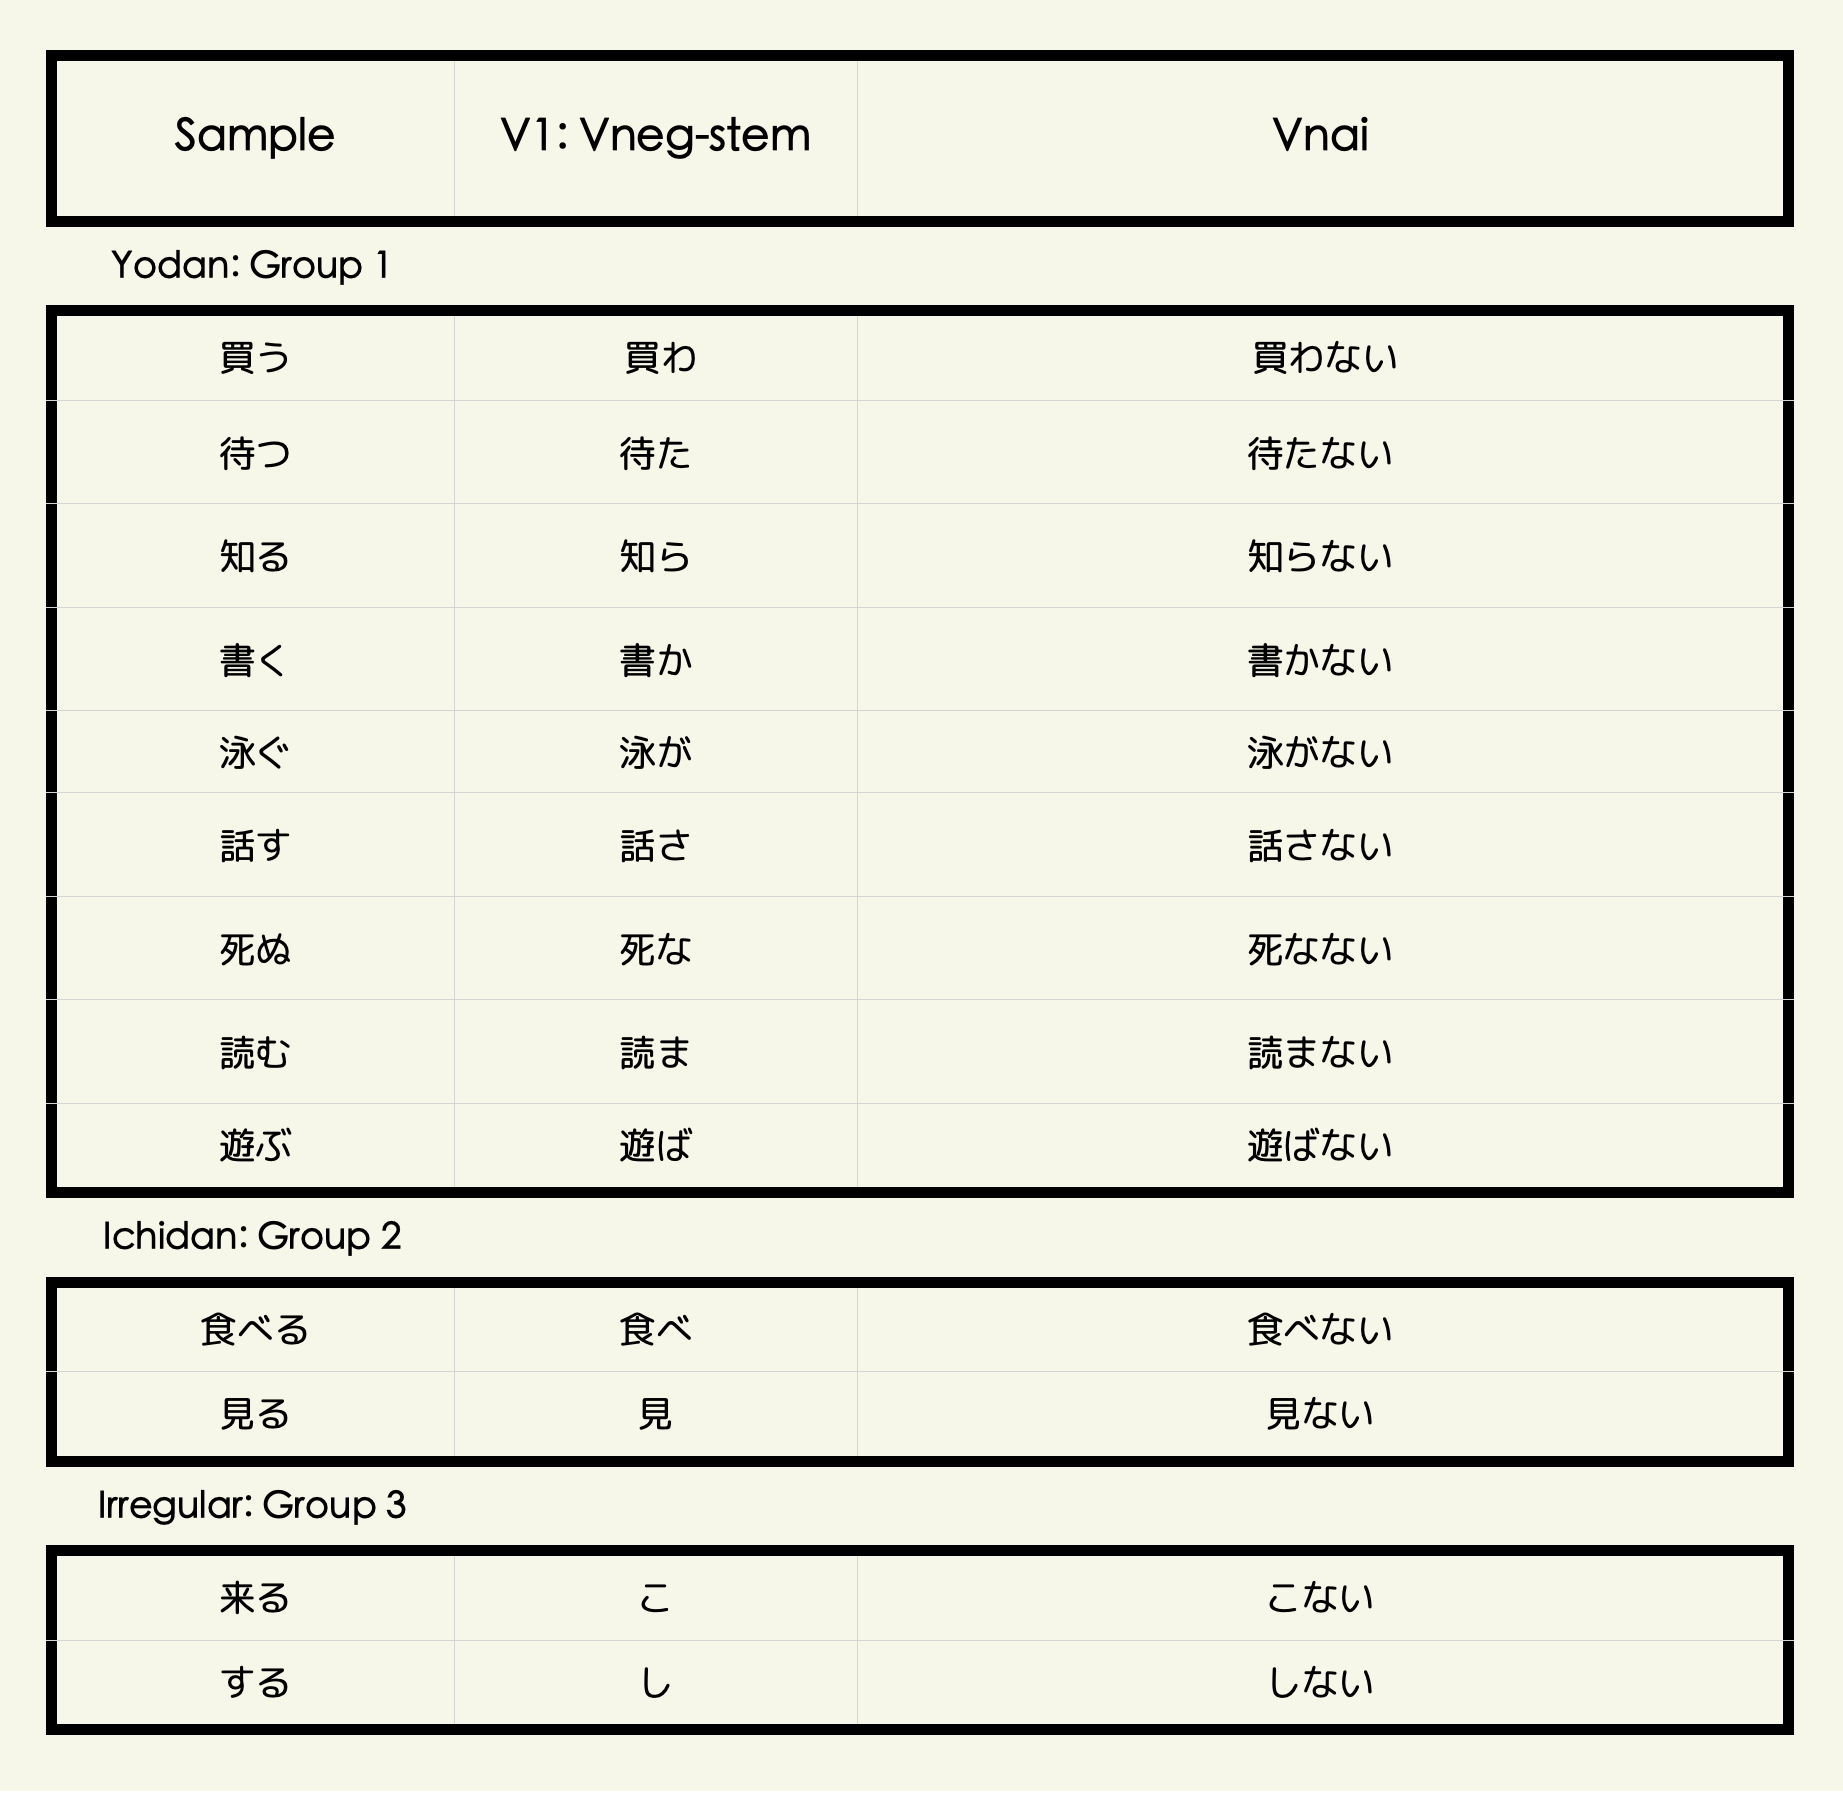 Sample V1: Vneg-stem Vnai
Yodan: Group 1
買う 買わ 買わない
待つ 待た 待たない
知る 知ら 知らない
書く 書か 書かない
泳ぐ 泳が 泳がない
話す 話さ 話さない
死ぬ 死な 死なない
読む 読ま 読まない
遊ぶ 遊ば 遊ばない
Ichidan: Group 2
食べる 食べ 食べない
見る 見 見ない
Irregular: Group 3
来る こ こない
する し しない